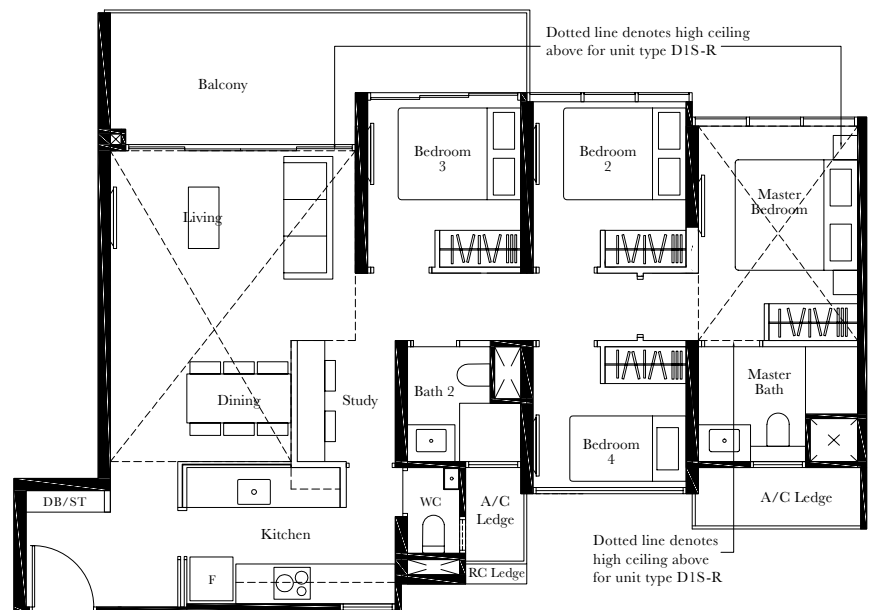 Dotted line denotes high ceiling
above for unit type D1S-R
Balcony
Bedroom
3
Bedroom
2
Master
Bedroom
Living
Dining
Study
Bath 2
Master
Bath
Bedroom
4
DB/ST
WC
A/C
Ledge
A/C Ledge
Kitchen
F
RC Ledge
Dotted line denotes
high ceiling above
for unit type D1S-R